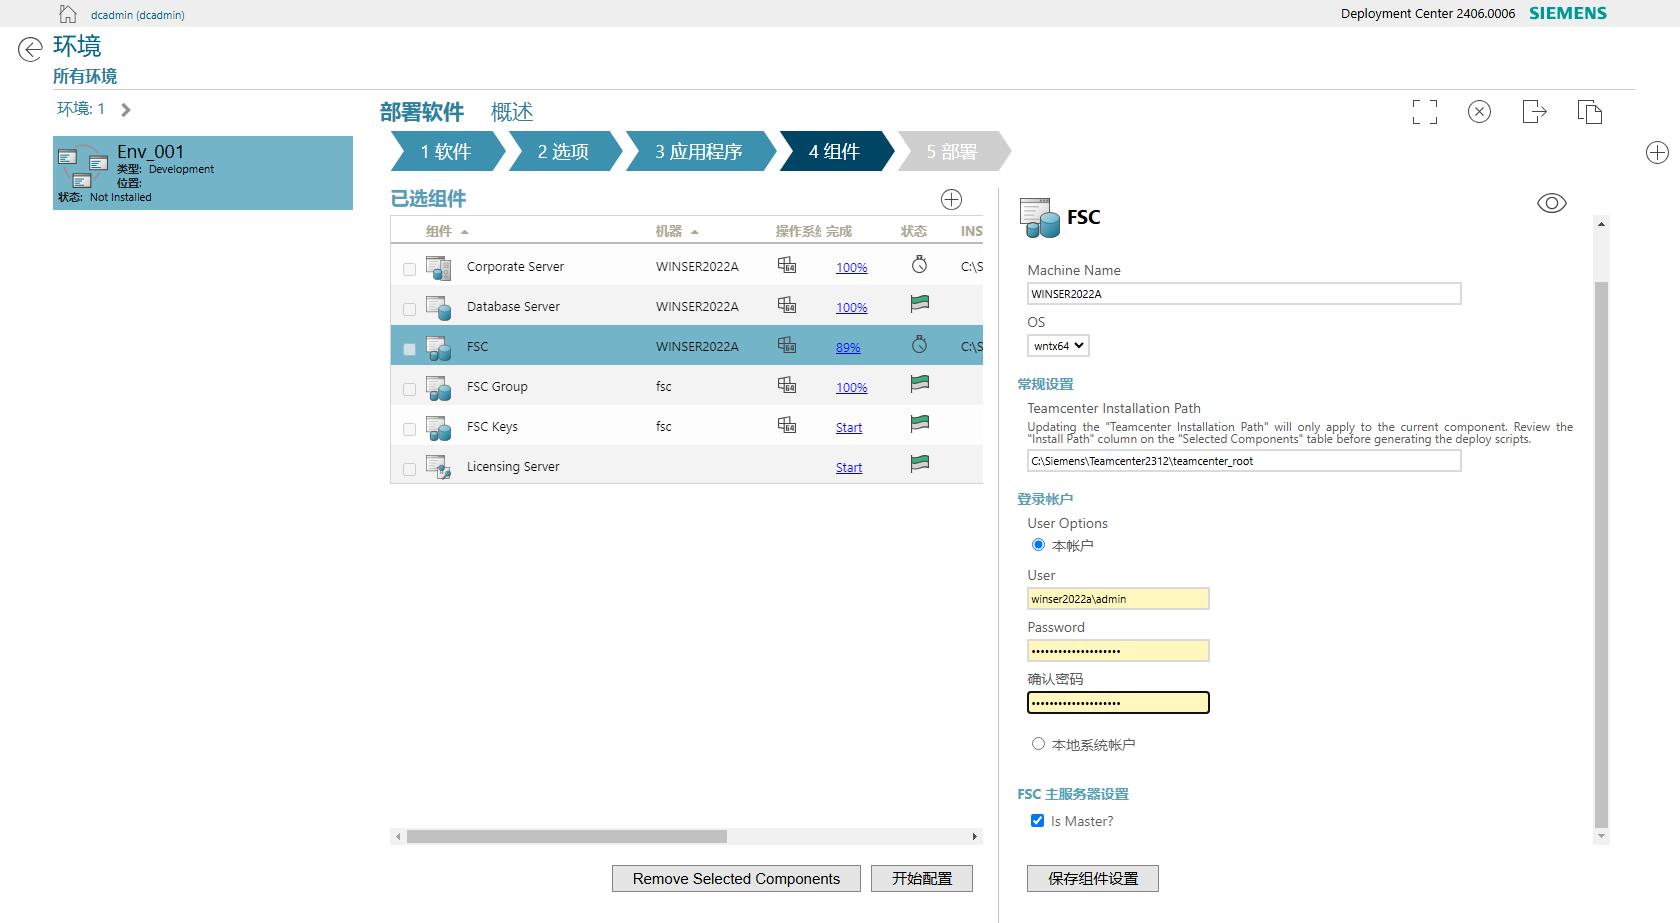 dcadmin (dcadmin)
Deployment Center 2406.0006 SIEMENS
环境
所有环境
环境: 1
Env_001
类型: Development
位置:
状态: Not Installed
部署软件 概述
1 软件
2 选项
3 应用程序
4 组件
5 部署
已选组件
组件 机器 操作系统 完成 状态 INS
Corporate Server WINSER2022A 64 100% C:\S
Database Server WINSER2022A 64 100%
FSC WINSER2022A 64 89% C:\S
FSC Group fsc 64 100%
FSC Keys fsc 64 Start
Licensing Server Start
Remove Selected Components
开始配置
FSC
Machine Name
WINSER2022A
OS
wntx64
常规设置
Teamcenter Installation Path
Updating the "Teamcenter Installation Path" will only apply to the current component. Review the
"Install Path" column on the "Selected Components" table before generating the deploy scripts.
C:\Siemens\Teamcenter2312\teamcenter_root
登录帐户
User Options
本帐户
User
winser2022a\admin
Password
••••••••••••••••••••
确认密码
••••••••••••••••••••
本地系统帐户
FSC 主服务器设置
Is Master?
保存组件设置